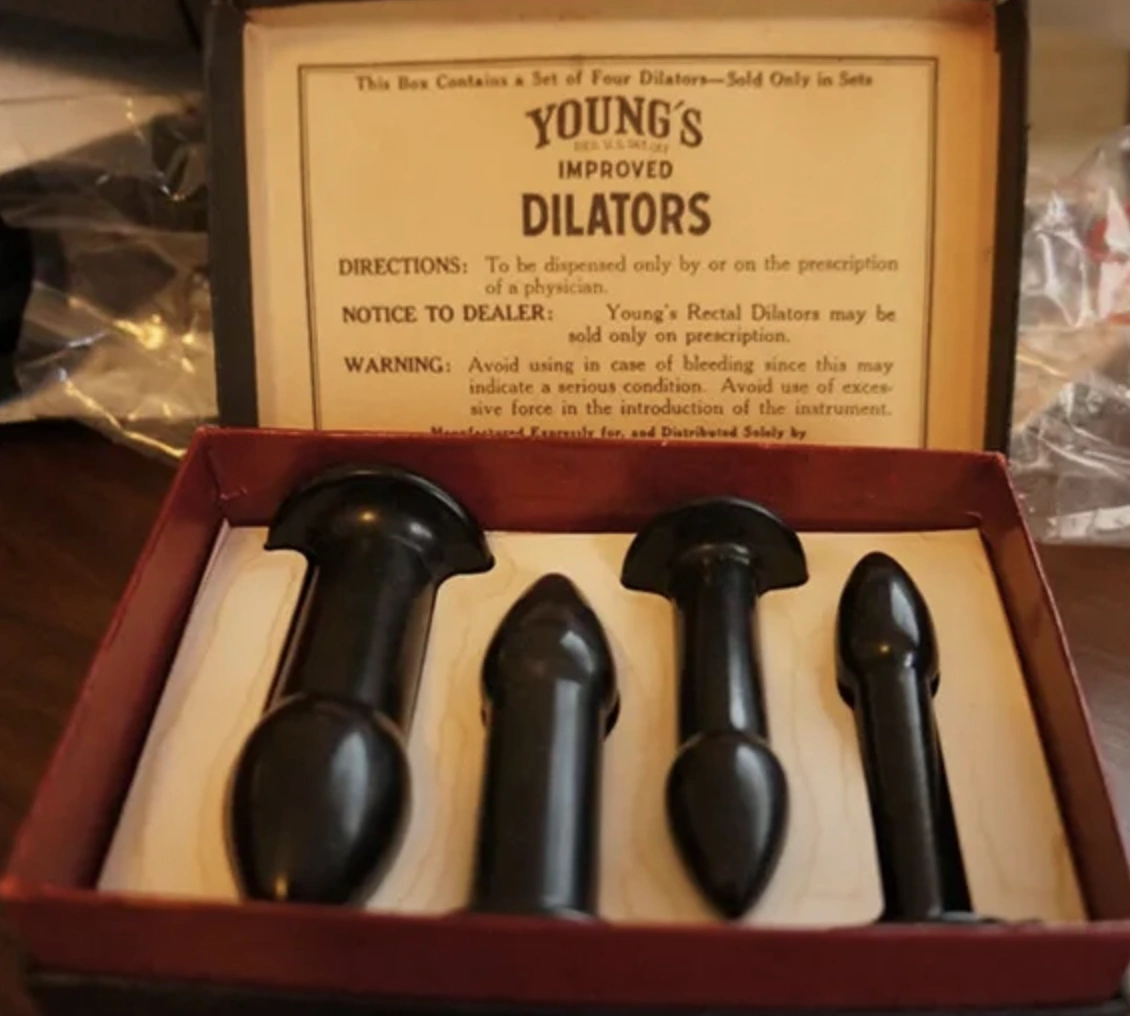 This Box Contains a Set of Four Dilators—Sold Only in Sets
YOUNG'S
REG. U.S. PAT. OFF.
IMPROVED
DILATORS
DIRECTIONS: To be dispensed only by or on the prescription
of a physician.
NOTICE TO DEALER: Young's Rectal Dilators may be
sold only on prescription.
WARNING: Avoid using in case of bleeding since this may
indicate a serious condition. Avoid use of exces-
sive force in the introduction of the instrument.
Manufactured Expressly for, and Distributed Solely by